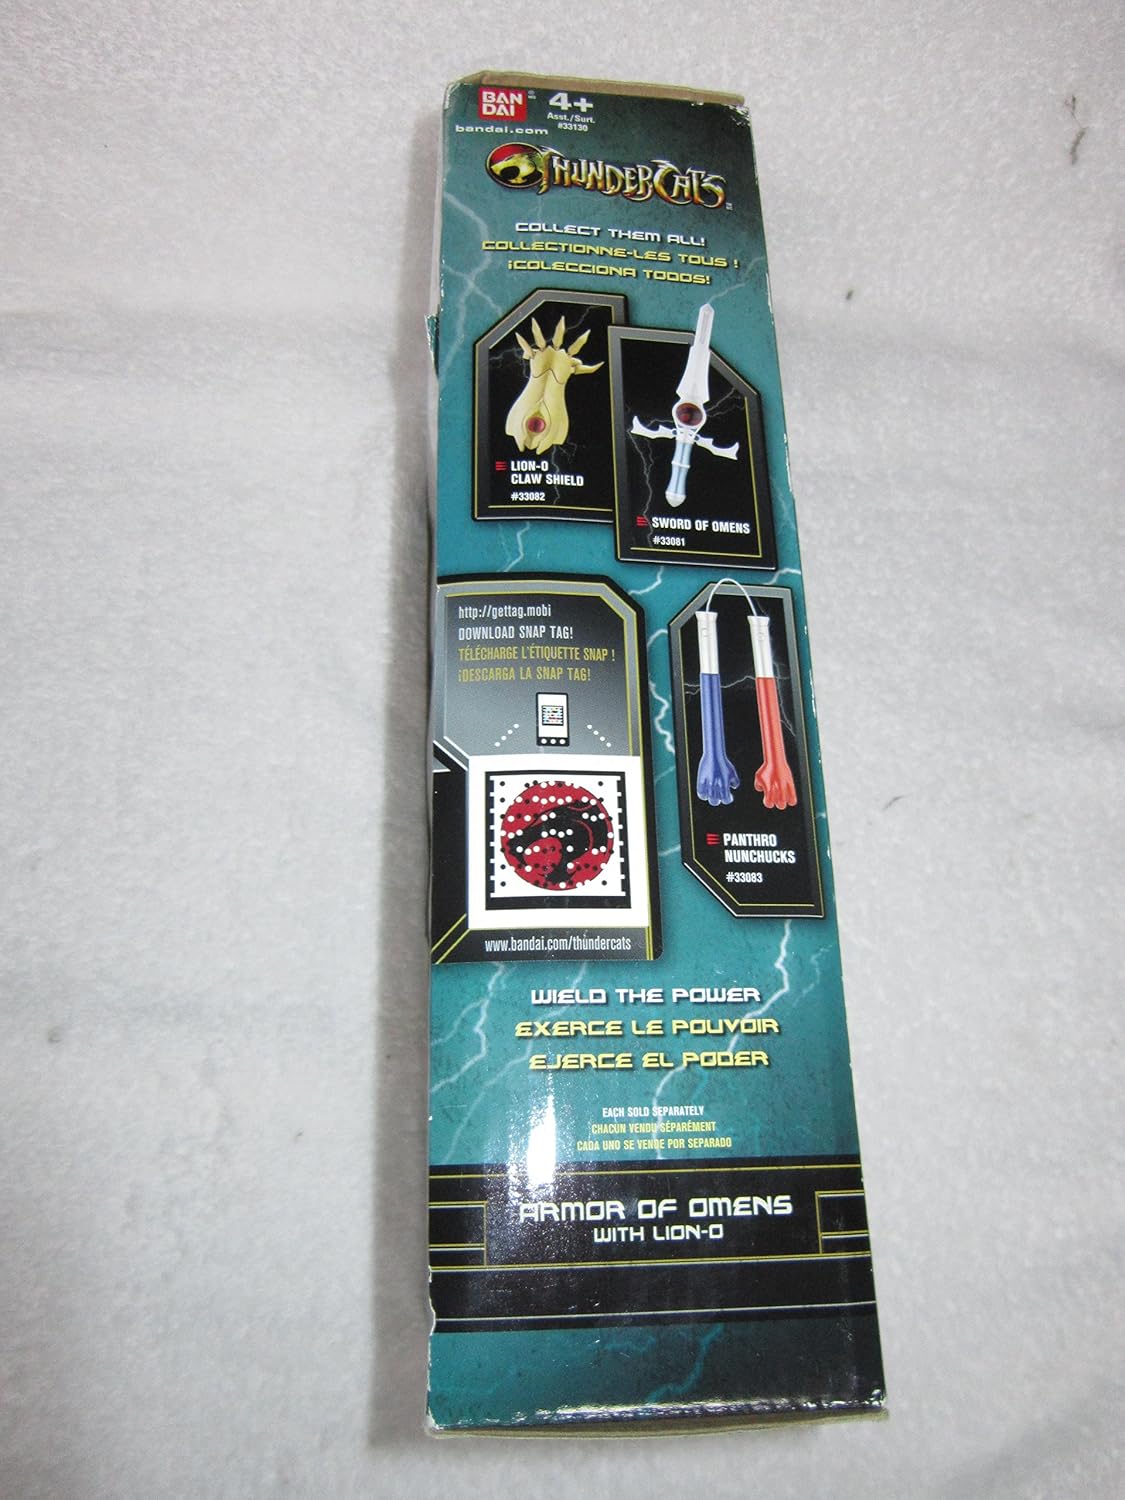 BAN
DAI
4+
bandai.com
Asst./Surt.
#33130
THUNDERCATS
COLLECT THEM ALL!
COLLECTIONNE-LES TOUS !
¡COLECCIONA TODOS!
LION-O
CLAW SHIELD
#33082
SWORD OF OMENS
#33081
http://gettag.mobi
DOWNLOAD SNAP TAG!
TÉLÉCHARGE L'ÉTIQUETTE SNAP !
¡DESCARGA LA SNAP TAG!
PANTHRO
NUNCHUCKS
#33083
www.bandai.com/thundercats
WIELD THE POWER
EXERCE LE POUVOIR
EJERCE EL PODER
EACH SOLD SEPARATELY
CHACUN VENDU SÉPARÉMENT
CADA UNO SE VENDE POR SEPARADO
ARMOR OF OMENS
WITH LION-O